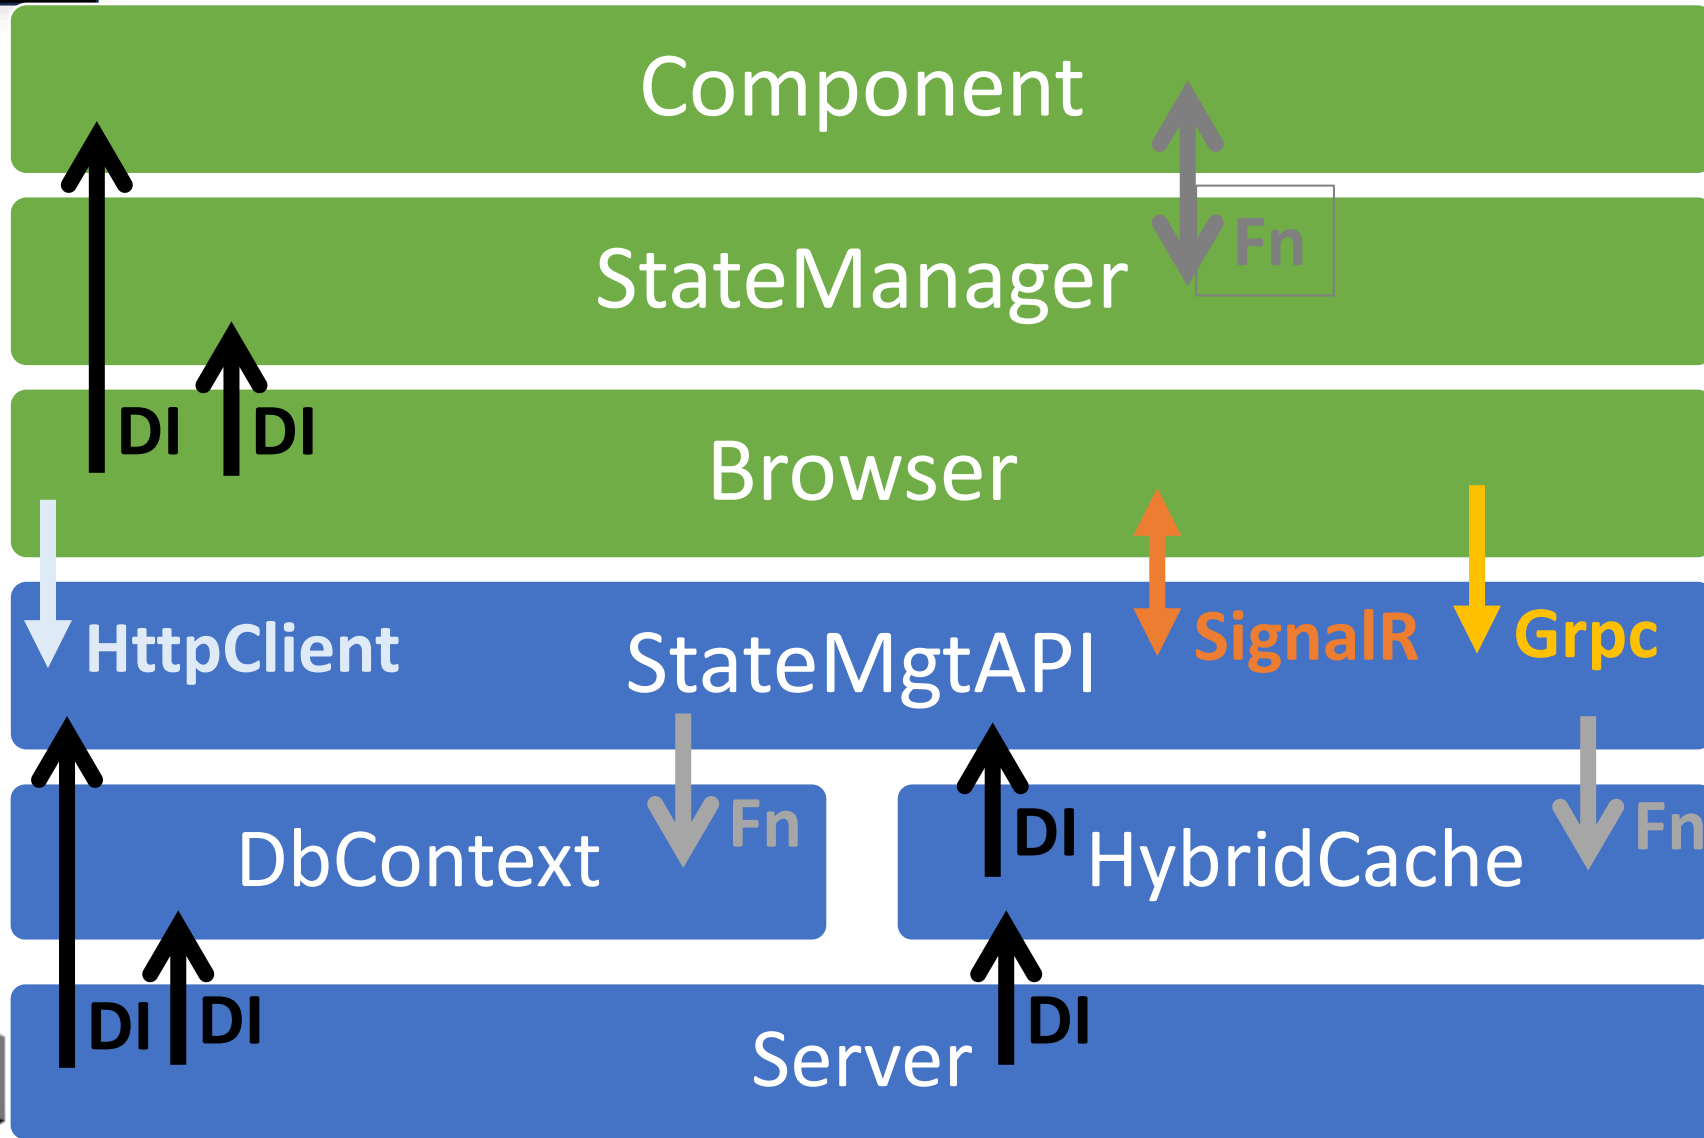 Component
Fn
StateManager
DI
DI
Browser
HttpClient
StateMgtAPI
SignalR
Grpc
DbContext
Fn
DI
HybridCache
Fn
DI
DI
Server
DI